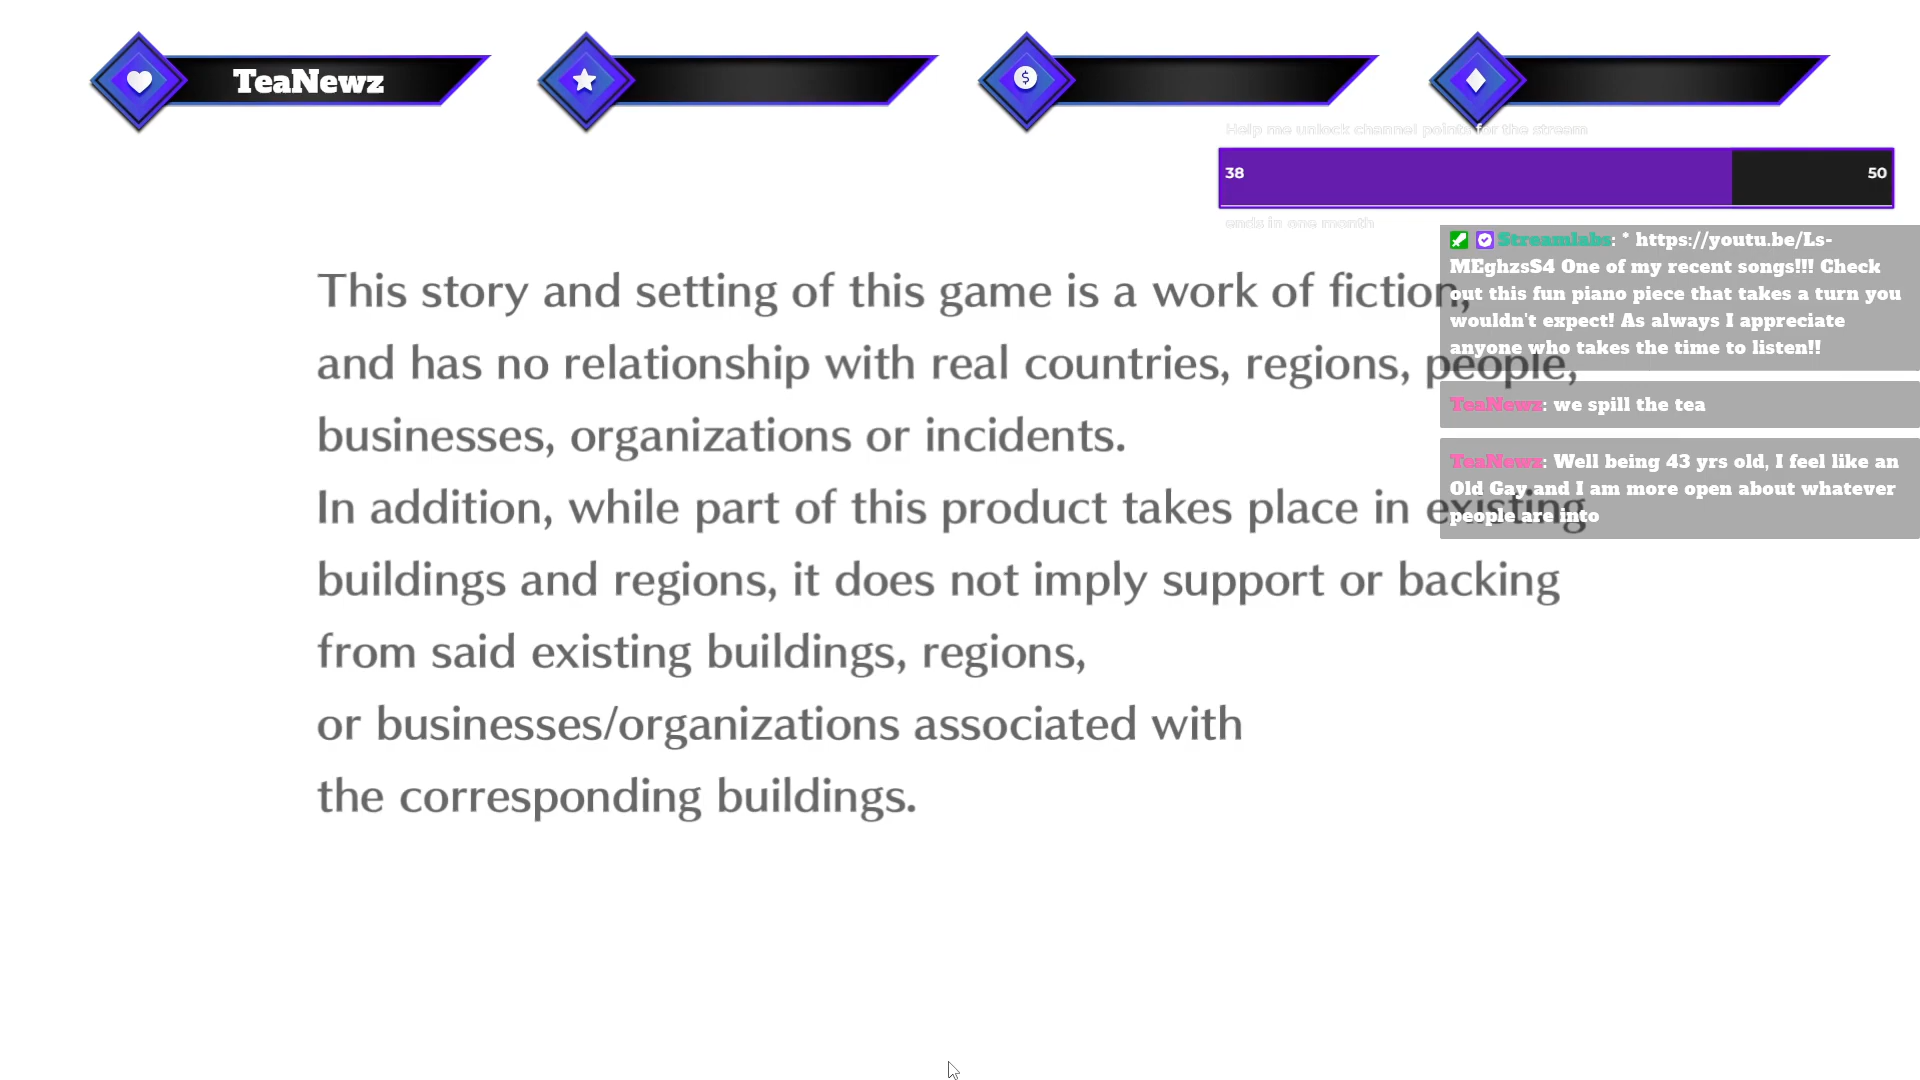 TeaNewz
Help me unlock channel points for the stream
38
50
ends in one month
Streamlabs: * https://youtu.be/Ls-
MEghzsS4 One of my recent songs!!! Check
out this fun piano piece that takes a turn you
wouldn't expect! As always I appreciate
anyone who takes the time to listen!!
TeaNewz: we spill the tea
TeaNewz: Well being 43 yrs old, I feel like an
Old Gay and I am more open about whatever
people are into
This story and setting of this game is a work of fiction,
and has no relationship with real countries, regions, people,
businesses, organizations or incidents.
In addition, while part of this product takes place in existing
buildings and regions, it does not imply support or backing
from said existing buildings, regions,
or businesses/organizations associated with
the corresponding buildings.